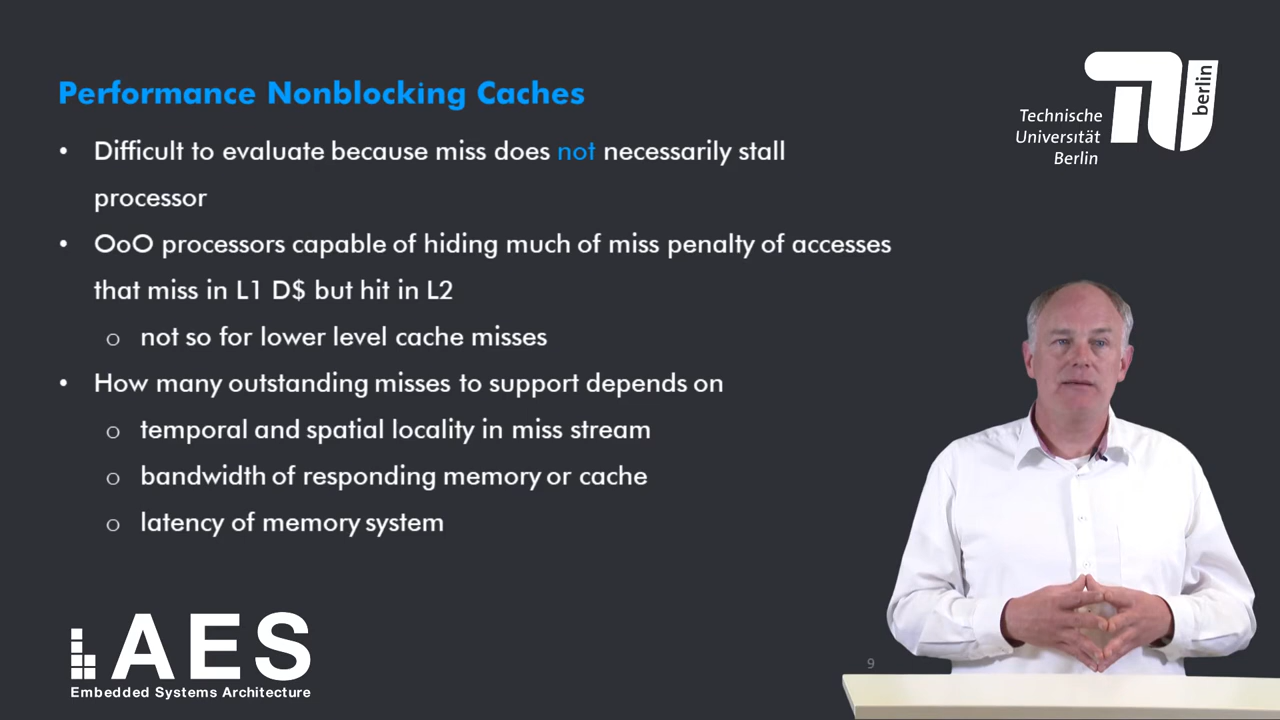 Performance Nonblocking Caches
• Difficult to evaluate because miss does not necessarily stall
processor
• OoO processors capable of hiding much of miss penalty of accesses
that miss in L1 D$ but hit in L2
o not so for lower level cache misses
• How many outstanding misses to support depends on
o temporal and spatial locality in miss stream
o bandwidth of responding memory or cache
o latency of memory system
Technische
Universität
Berlin
berlin
AES
Embedded Systems Architecture
9